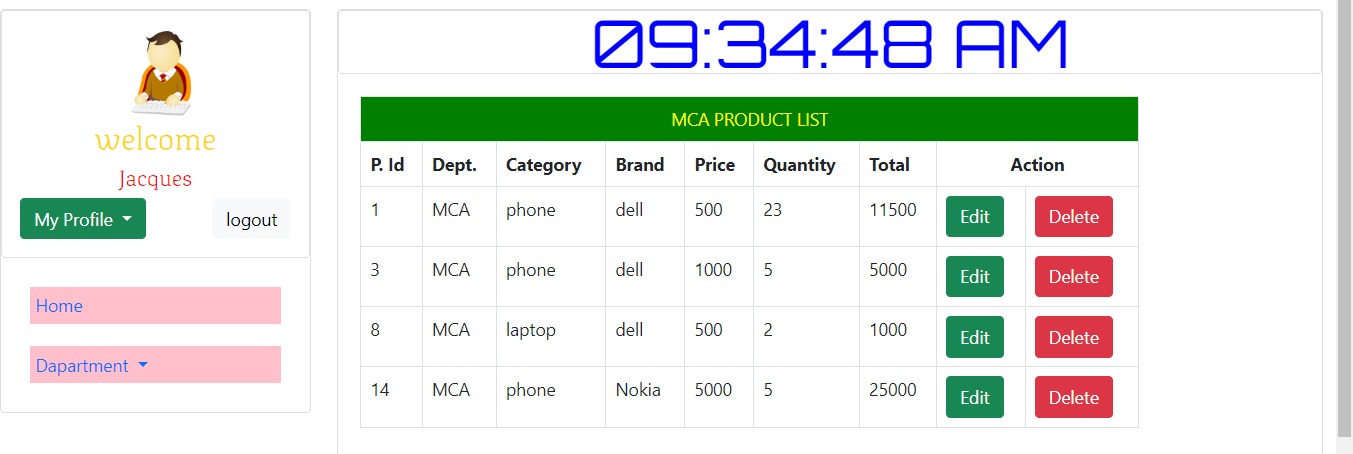 welcome
Jacques
My Profile
logout
Home
Dapartment
09:34:48 AM
MCA PRODUCT LIST
P. Id Dept. Category Brand Price Quantity Total Action
1 MCA phone dell 500 23 11500 Edit Delete
3 MCA phone dell 1000 5 5000 Edit Delete
8 MCA laptop dell 500 2 1000 Edit Delete
14 MCA phone Nokia 5000 5 25000 Edit Delete